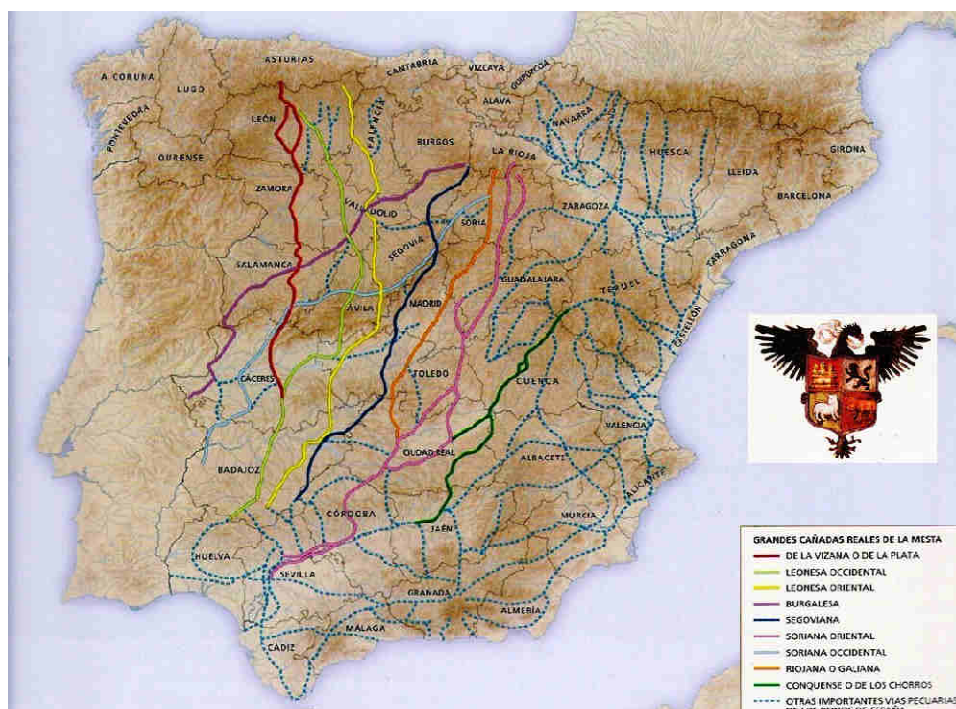 ASTURIAS
CANTABRIA
VIZCAYA
GUIPÚZCOA
A CORUNA
LUGO
ALAVA
NAVARRA
LEÓN
PALENCIA
BURGOS
PONTEVEDRA
OURENSE
LA RIOJA
HUESCA
GIRONA
LLEIDA
ZAMORA
BARCELONA
VALLADOLID
ZARAGOZA
SORIA
SEGOVIA
TARRAGONA
SALAMANCA
GUADALAJARA
TERUEL
AVILA
MADRID
CASTELLÓN
CÁCERES
TOLEDO
CUENCA
VALENCIA
BADAJOZ
CIUDAD REAL
ALBACETE
ALICANTE
CÓRDOBA
JAÉN
MURCIA
HUELVA
SEVILLA
GRANADA
ALMERÍA
MÁLAGA
CÁDIZ
GRANDES CAÑADAS REALES DE LA MESTA
DE LA VIZANA O DE LA PLATA
LEONESA OCCIDENTAL
LEONESA ORIENTAL
BURGALESA
SEGOVIANA
SORIANA ORIENTAL
SORIANA OCCIDENTAL
RIOJANA O GALIANA
CONQUENSE O DE LOS CHORROS
OTRAS IMPORTANTES VIAS PECUARIAS